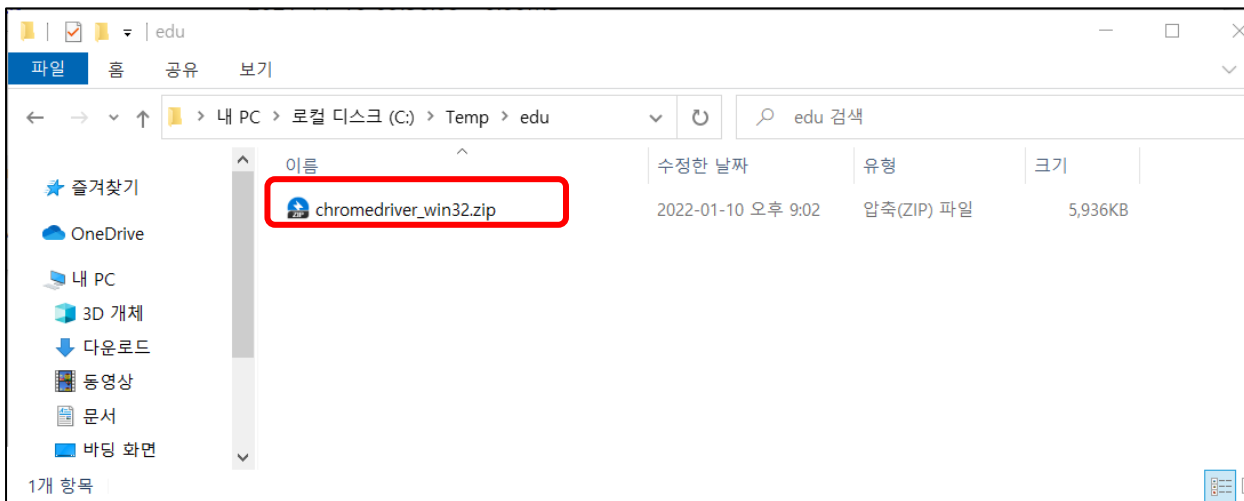 edu
파일 홈 공유 보기
내 PC > 로컬 디스크 (C:) > Temp > edu
edu 검색
이름 수정한 날짜 유형 크기
즐겨찾기
chromedriver_win32.zip 2022-01-10 오후 9:02 압축(ZIP) 파일 5,936KB
OneDrive
내 PC
3D 개체
다운로드
동영상
문서
바딩 화면
1개 항목